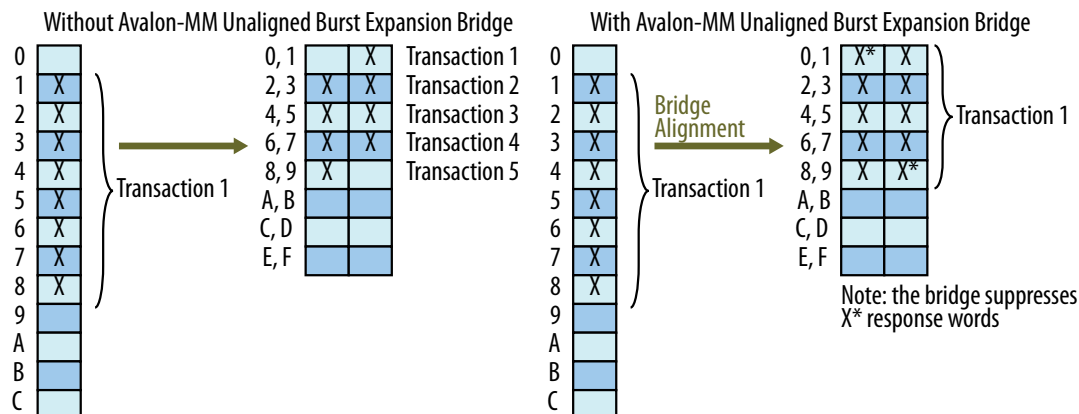 Without Avalon-MM Unaligned Burst Expansion Bridge
0
1 X
2 X
3 X
4 X
5 X
6 X
7 X
8 X
9
A
B
C
Transaction 1
0, 1 X Transaction 1
2, 3 X X Transaction 2
4, 5 X X Transaction 3
6, 7 X X Transaction 4
8, 9 X Transaction 5
A, B
C, D
E, F
With Avalon-MM Unaligned Burst Expansion Bridge
0
1 X
2 X
3 X
4 X
5 X
6 X
7 X
8 X
9
A
B
C
Transaction 1
Bridge
Alignment
0, 1 X* X
2, 3 X X
4, 5 X X
6, 7 X X
8, 9 X X*
A, B
C, D
E, F
Transaction 1
Note: the bridge suppresses
X* response words